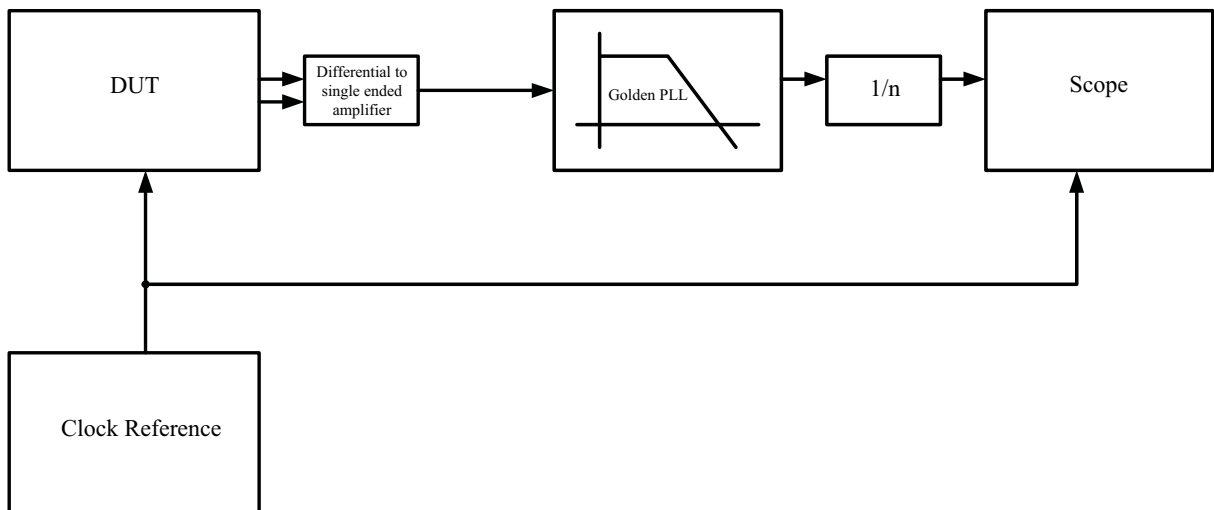 DUT
Differential to
single ended
amplifier
Golden PLL
1/n
Scope
Clock Reference